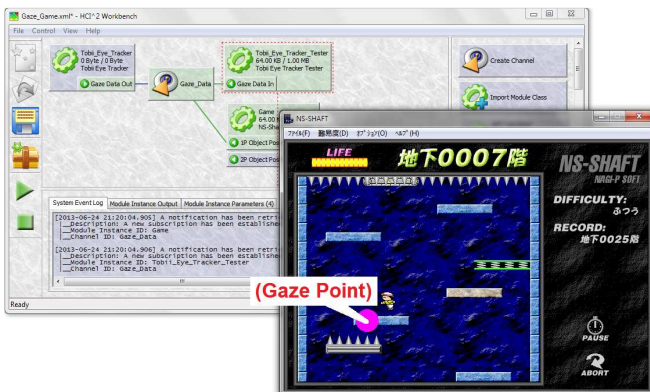 Gaze_Game.xml* - HCI^2 Workbench
File Control View Help
Tobii_Eye_Tracker
0 Byte / 0 Byte
Tobii Eye Tracker
Gaze Data Out
Gaze_Data
Tobii_Eye_Tracker_Tester
64.00 KB / 1.00 MB
Tobii Eye Tracker Tester
Gaze Data In
Game
64.00
NS-Sha
1P Object Pos
2P Object Pos
Create Channel
Import Module Class
System Event Log Module Instance Output Module Instance Parameters (4)
[2013-06-24 21:20:04.905] A notification has been retri
|__Description: A new subscription has been establishe
|__Module Instance ID: Game
|__Channel ID: Gaze_Data
[2013-06-24 21:20:04.906] A notification has been retri
|__Description: A new subscription has been establishe
|__Module Instance ID: Tobii_Eye_Tracker_Tester
|__Channel ID: Gaze_Data
Ready
NS-SHAFT
ファイル(F) 難易度(D) オプション(O) ヘルプ(H)
LIFE
地下0007階
NS-SHAFT
NAGI-P SOFT
DIFFICULTY:
ふつう
RECORD:
地下0025階
PAUSE
ABORT
(Gaze Point)